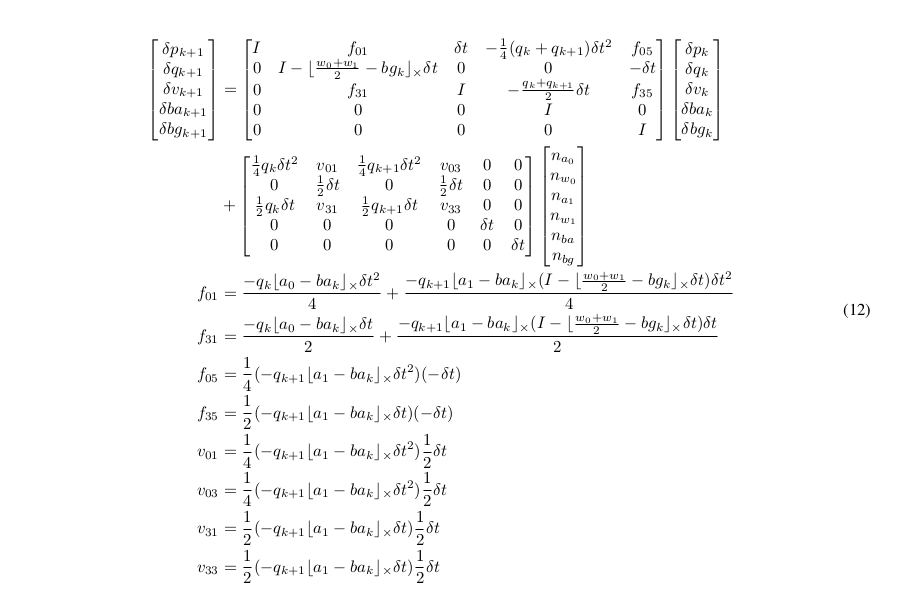 \begin{bmatrix} \delta p_{k+1} \\ \delta q_{k+1} \\ \delta v_{k+1} \\ \delta ba_{k+1} \\ \delta bg_{k+1} \end{bmatrix} = \begin{bmatrix} I & f_{01} & \delta t & -\frac{1}{4}(q_k + q_{k+1})\delta t^2 & f_{05} \\ 0 & I - \lfloor \frac{w_0+w_1}{2} - bg_k \rfloor_\times \delta t & 0 & 0 & -\delta t \\ 0 & f_{31} & I & -\frac{q_k+q_{k+1}}{2}\delta t & f_{35} \\ 0 & 0 & 0 & I & 0 \\ 0 & 0 & 0 & 0 & I \end{bmatrix} \begin{bmatrix} \delta p_k \\ \delta q_k \\ \delta v_k \\ \delta ba_k \\ \delta bg_k \end{bmatrix}
+ \begin{bmatrix} \frac{1}{4}q_k\delta t^2 & v_{01} & \frac{1}{4}q_{k+1}\delta t^2 & v_{03} & 0 & 0 \\ 0 & \frac{1}{2}\delta t & 0 & \frac{1}{2}\delta t & 0 & 0 \\ \frac{1}{2}q_k\delta t & v_{31} & \frac{1}{2}q_{k+1}\delta t & v_{33} & 0 & 0 \\ 0 & 0 & 0 & 0 & \delta t & 0 \\ 0 & 0 & 0 & 0 & 0 & \delta t \end{bmatrix} \begin{bmatrix} n_{a_0} \\ n_{w_0} \\ n_{a_1} \\ n_{w_1} \\ n_{ba} \\ n_{bg} \end{bmatrix}
f_{01} = \frac{-q_k \lfloor a_0 - ba_k \rfloor_\times \delta t^2}{4} + \frac{-q_{k+1} \lfloor a_1 - ba_k \rfloor_\times (I - \lfloor \frac{w_0+w_1}{2} - bg_k \rfloor_\times \delta t)\delta t^2}{4}
(12)
f_{31} = \frac{-q_k \lfloor a_0 - ba_k \rfloor_\times \delta t}{2} + \frac{-q_{k+1} \lfloor a_1 - ba_k \rfloor_\times (I - \lfloor \frac{w_0+w_1}{2} - bg_k \rfloor_\times \delta t)\delta t}{2}
f_{05} = \frac{1}{4}(-q_{k+1} \lfloor a_1 - ba_k \rfloor_\times \delta t^2)(-\delta t)
f_{35} = \frac{1}{2}(-q_{k+1} \lfloor a_1 - ba_k \rfloor_\times \delta t)(-\delta t)
v_{01} = \frac{1}{4}(-q_{k+1} \lfloor a_1 - ba_k \rfloor_\times \delta t^2)\frac{1}{2}\delta t
v_{03} = \frac{1}{4}(-q_{k+1} \lfloor a_1 - ba_k \rfloor_\times \delta t^2)\frac{1}{2}\delta t
v_{31} = \frac{1}{2}(-q_{k+1} \lfloor a_1 - ba_k \rfloor_\times \delta t)\frac{1}{2}\delta t
v_{33} = \frac{1}{2}(-q_{k+1} \lfloor a_1 - ba_k \rfloor_\times \delta t)\frac{1}{2}\delta t